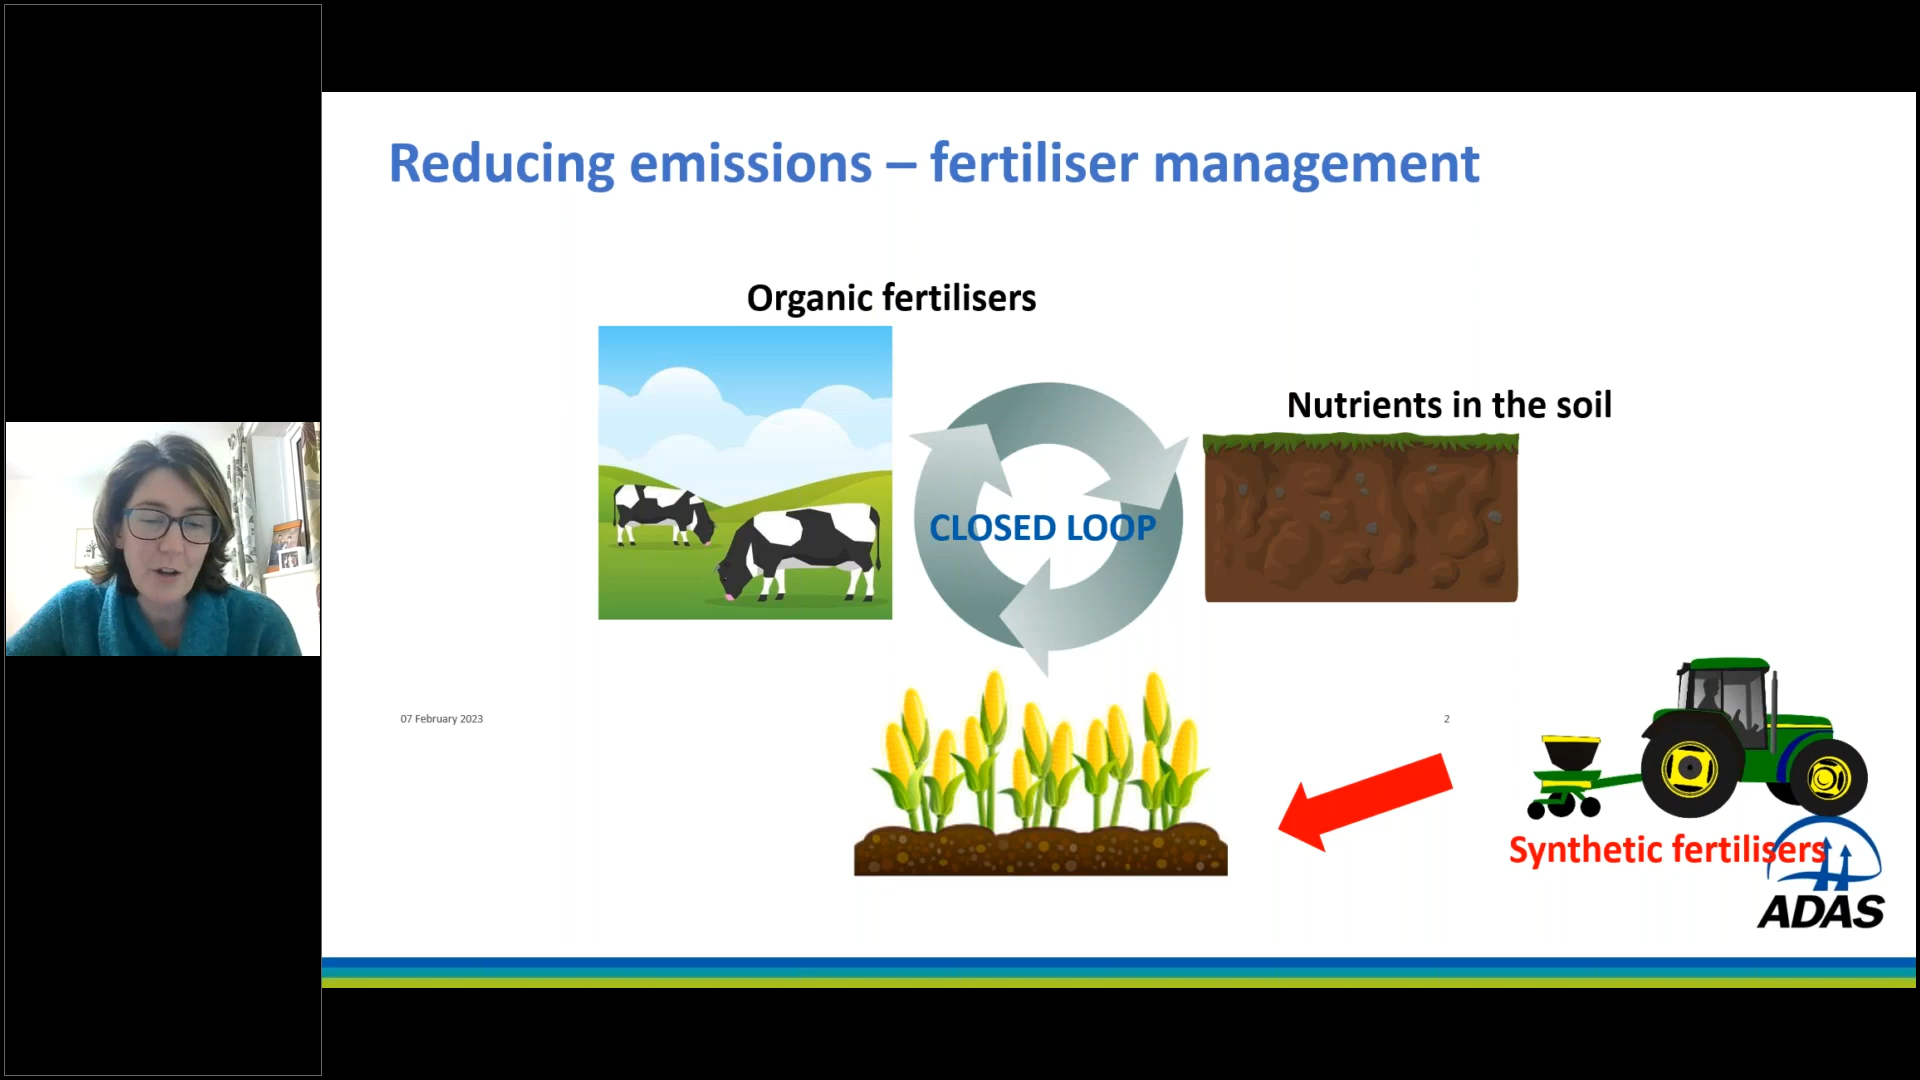 Reducing emissions – fertiliser management
Organic fertilisers
Nutrients in the soil
CLOSED LOOP
07 February 2023
2
Synthetic fertilisers
ADAS